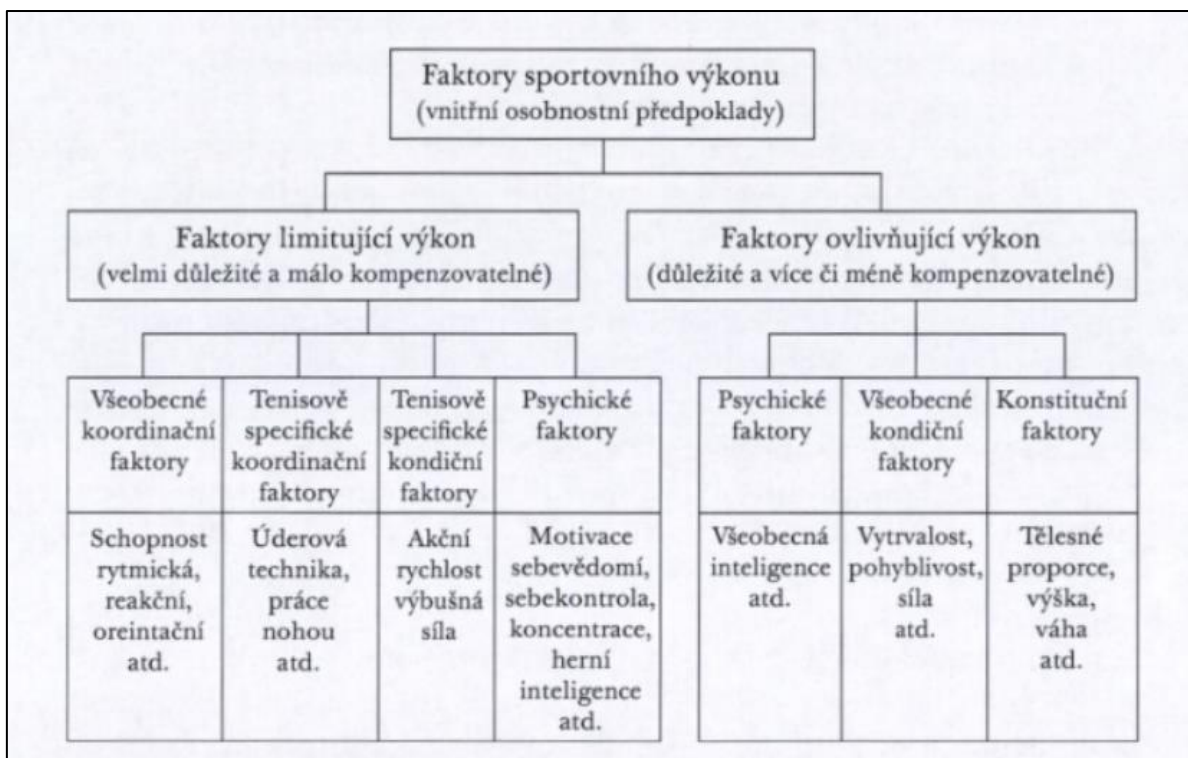 Faktory sportovního výkonu
(vnitřní osobnostní předpoklady)
Faktory limitující výkon
(velmi důležité a málo kompenzovatelné)
Faktory ovlivňující výkon
(důležité a více či méně kompenzovatelné)
Všeobecné
koordinační
faktory
Tenisově
specifické
koordinační
faktory
Tenisově
specifické
kondiční
faktory
Psychické
faktory
Psychické
faktory
Všeobecné
kondiční
faktory
Konstituční
faktory
Schopnost
rytmická,
reakční,
oreintační
atd.
Úderová
technika,
práce
nohou
atd.
Akční
rychlost
výbušná
síla
Motivace
sebevědomí,
sebekontrola,
koncentrace,
herní
inteligence
atd.
Všeobecná
inteligence
atd.
Vytrvalost,
pohyblivost,
síla
atd.
Tělesné
proporce,
výška,
váha
atd.